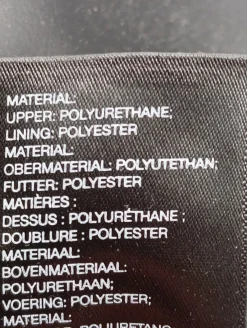 MATERIAL:
UPPER: POLYURETHANE;
LINING: POLYESTER
MATERIAL:
OBERMATERIAL: POLYUTETHAN;
FUTTER: POLYESTER
MATIÈRES :
DESSUS : POLYURÉTHANE ;
DOUBLURE : POLYESTER
MATERIAAL:
BOVENMATERIAAL:
POLYURETHAAN;
VOERING: POLYESTER;
MATERIAL: